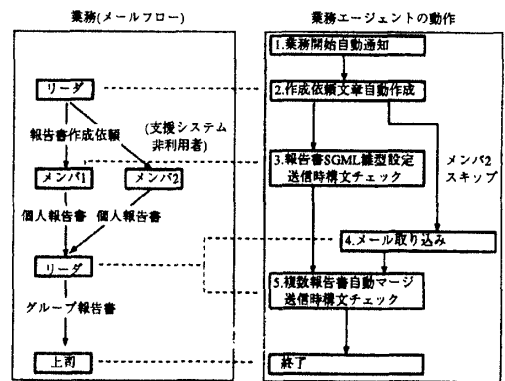 業務(メールフロー)
リーダ
報告書作成依頼
(支援システム
非利用者)
メンバ1
メンバ2
個人報告書
個人報告書
リーダ
グループ報告書
上司
業務エージェントの動作
1.業務開始自動通知
2.作成依頼文章自動作成
3.報告書SGML雛型設定
送信時構文チェック
メンバ2
スキップ
4.メール取り込み
5.複数報告書自動マージ
送信時構文チェック
終了